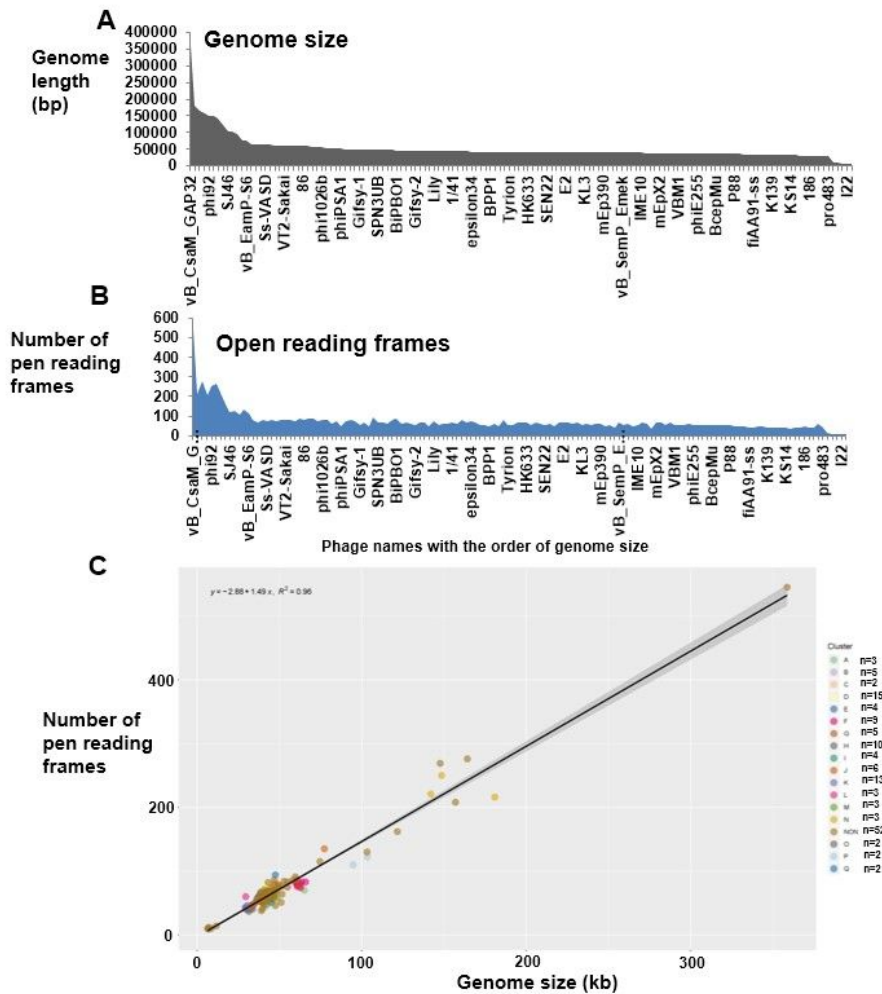 A
Genome size
Genome
length
(bp)
400000
350000
300000
250000
200000
150000
100000
50000
0
vB_CsaM_GAP32
phi92
SJ46
vB_EamP-S6
Ss-VASD
VT2-Sakai
86
phi1026b
phiPSA1
Gifsy-1
SPN3UB
BiPBO1
Gifsy-2
Lily
1/41
epsilon34
BPP1
Tyrion
HK633
SEN22
E2
KL3
mEp390
vB_SemP_Emek
IME10
mEpX2
VBM1
phiE255
BcepMu
P88
fiAA91-ss
K139
KS14
186
pro483
I22
B
Open reading frames
Number of
pen reading
frames
600
500
400
300
200
100
0
vB_CsaM_G...
phi92
SJ46
vB_EamP-S6
Ss-VASD
VT2-Sakai
86
phi1026b
phiPSA1
Gifsy-1
SPN3UB
BiPBO1
Gifsy-2
Lily
1/41
epsilon34
BPP1
Tyrion
HK633
SEN22
E2
KL3
mEp390
vB_SemP_E...
IME10
mEpX2
VBM1
phiE255
BcepMu
P88
fiAA91-ss
K139
KS14
186
pro483
I22
Phage names with the order of genome size
C
y = −2.88 + 1.49 x, R² = 0.96
Number of
pen reading
frames
400
200
0
0 100 200 300
Genome size (kb)
Cluster
A n=3
B n=5
C n=2
D n=15
E n=4
F n=9
G n=5
H n=10
I n=4
J n=6
K n=13
L n=3
M n=3
N n=3
NON n=52
O n=2
P n=2
Q n=2